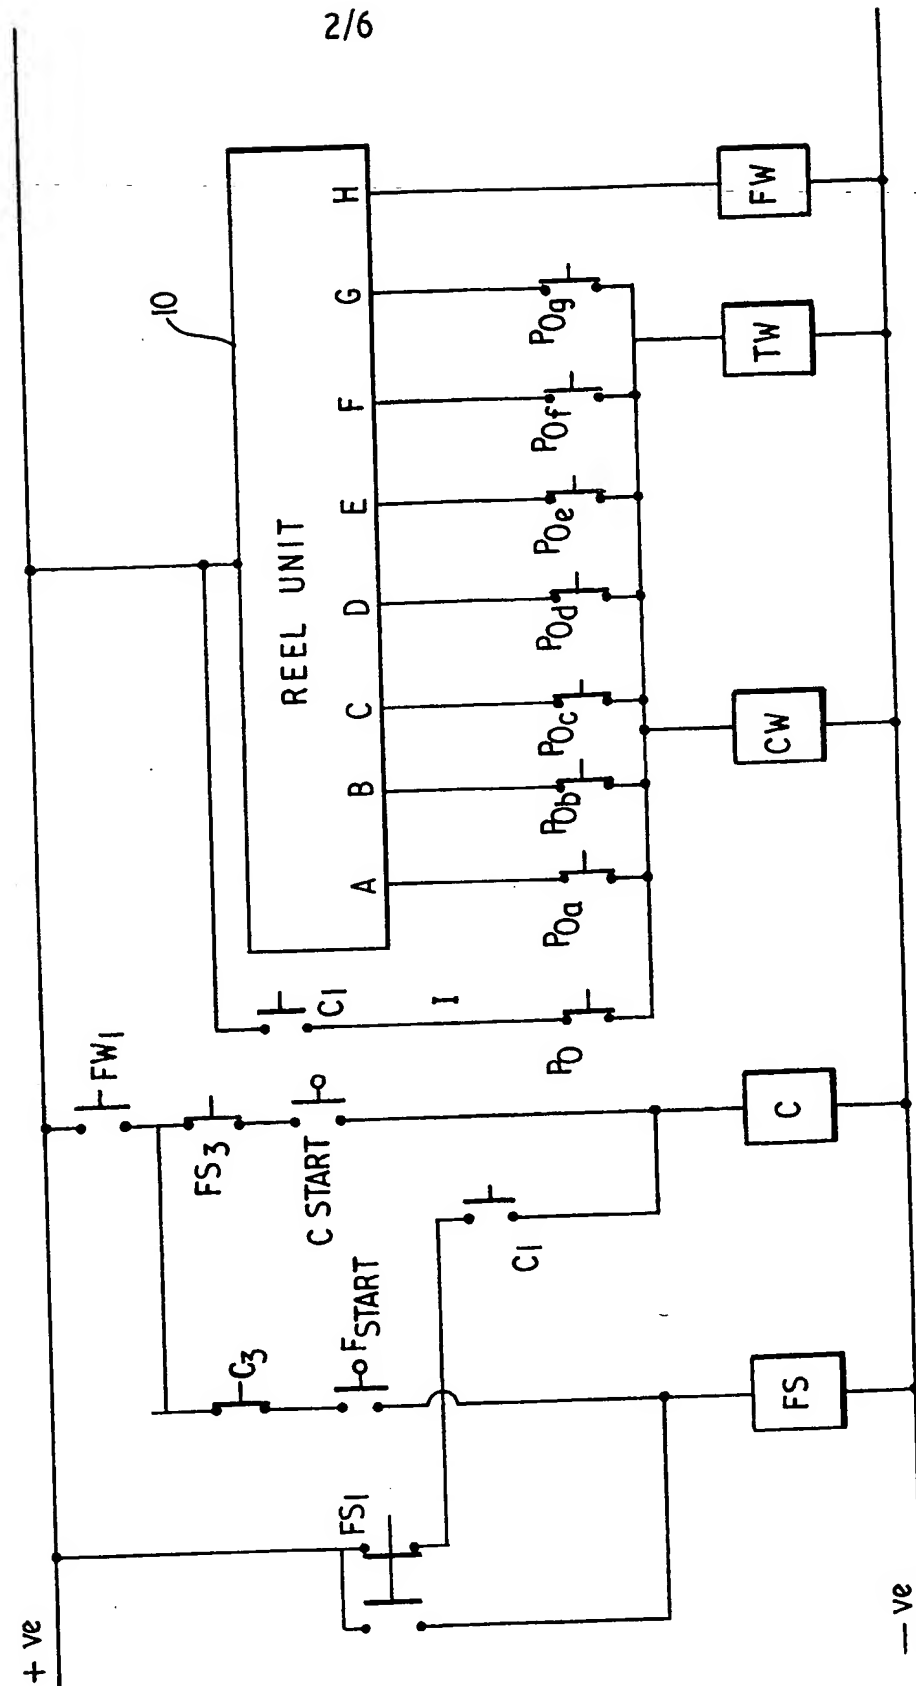 2/6
+ ve
10
REEL UNIT
A B C D E F G H
FW1
FS3
C START
C3
FSTART
FS1
C1
C1
I
P0
P0a
P0b
P0c
P0d
P0e
P0f
P0g
FS
C
CW
TW
FW
— ve